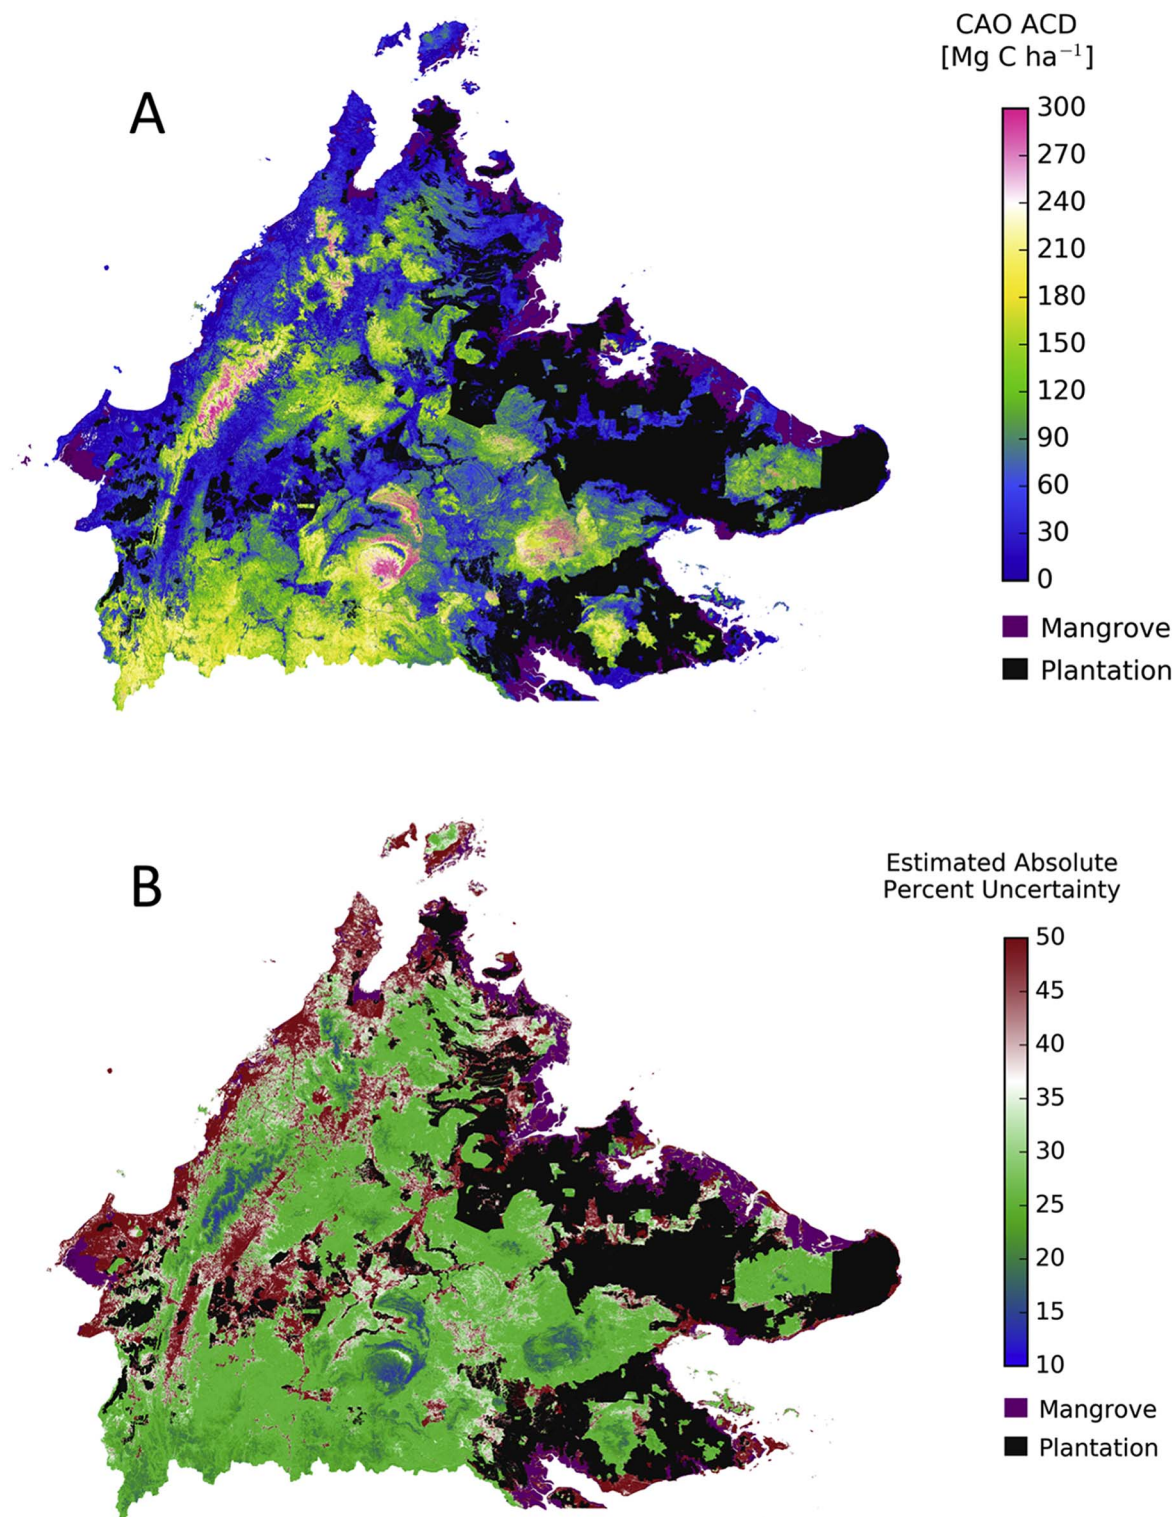 CAO ACD
[Mg C ha⁻¹]
A
300
270
240
210
180
150
120
90
60
30
0
Mangrove
Plantation
Estimated Absolute
Percent Uncertainty
B
50
45
40
35
30
25
20
15
10
Mangrove
Plantation